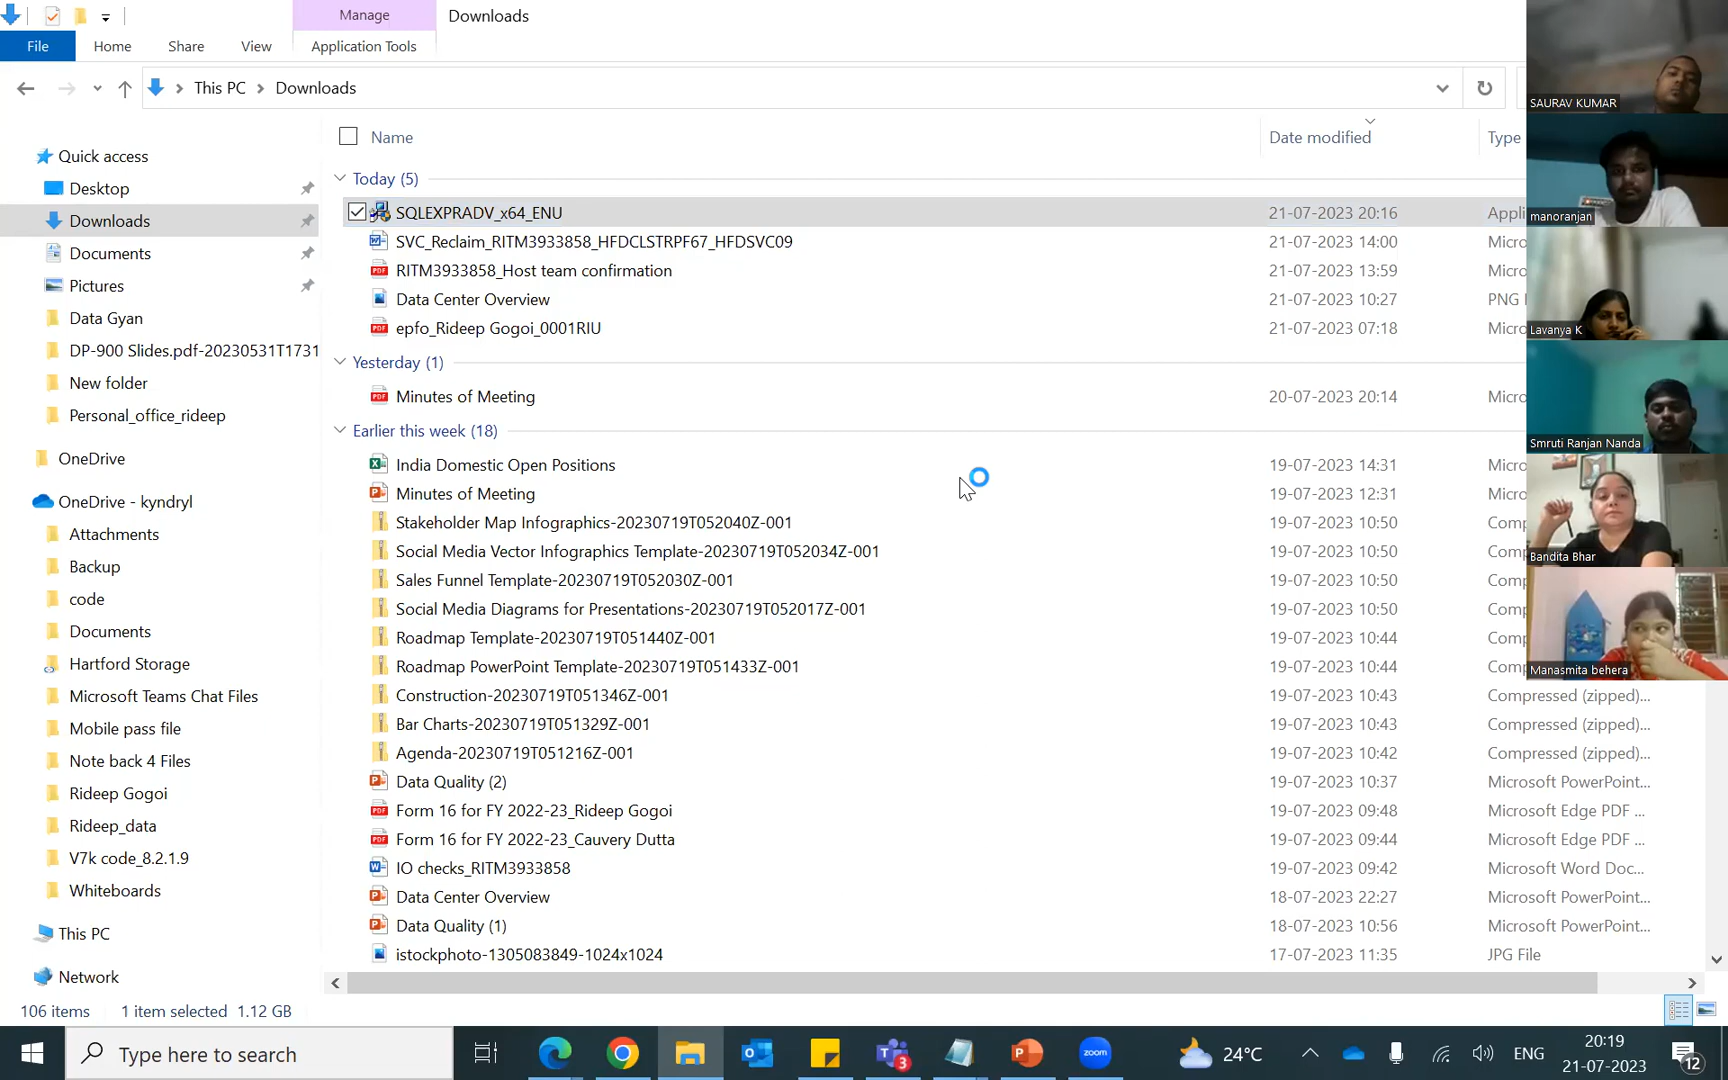 Manage
Downloads
File
Home
Share
View
Application Tools
This PC
Downloads
Name
Date modified
Type
Quick access
Desktop
Downloads
Documents
Pictures
Data Gyan
DP-900 Slides.pdf-20230531T1731
New folder
Personal_office_rideep
OneDrive
OneDrive - kyndryl
Attachments
Backup
code
Documents
Hartford Storage
Microsoft Teams Chat Files
Mobile pass file
Note back 4 Files
Rideep Gogoi
Rideep_data
V7k code_8.2.1.9
Whiteboards
This PC
Network
Today (5)
SQLEXPRADV_x64_ENU 21-07-2023 20:16 Appli
SVC_Reclaim_RITM3933858_HFDCLSTRPF67_HFDSVC09 21-07-2023 14:00 Micro
RITM3933858_Host team confirmation 21-07-2023 13:59 Micro
Data Center Overview 21-07-2023 10:27 PNG
epfo_Rideep Gogoi_0001RIU 21-07-2023 07:18 Micro
Yesterday (1)
Minutes of Meeting 20-07-2023 20:14 Micro
Earlier this week (18)
India Domestic Open Positions 19-07-2023 14:31 Micro
Minutes of Meeting 19-07-2023 12:31 Micro
Stakeholder Map Infographics-20230719T052040Z-001 19-07-2023 10:50 Comp
Social Media Vector Infographics Template-20230719T052034Z-001 19-07-2023 10:50 Comp
Sales Funnel Template-20230719T052030Z-001 19-07-2023 10:50 Comp
Social Media Diagrams for Presentations-20230719T052017Z-001 19-07-2023 10:50 Comp
Roadmap Template-20230719T051440Z-001 19-07-2023 10:44 Comp
Roadmap PowerPoint Template-20230719T051433Z-001 19-07-2023 10:44 Comp
Construction-20230719T051346Z-001 19-07-2023 10:43 Compressed (zipped)...
Bar Charts-20230719T051329Z-001 19-07-2023 10:43 Compressed (zipped)...
Agenda-20230719T051216Z-001 19-07-2023 10:42 Compressed (zipped)...
Data Quality (2) 19-07-2023 10:37 Microsoft PowerPoint...
Form 16 for FY 2022-23_Rideep Gogoi 19-07-2023 09:48 Microsoft Edge PDF ...
Form 16 for FY 2022-23_Cauvery Dutta 19-07-2023 09:44 Microsoft Edge PDF ...
IO checks_RITM3933858 19-07-2023 09:42 Microsoft Word Doc...
Data Center Overview 18-07-2023 22:27 Microsoft PowerPoint...
Data Quality (1) 18-07-2023 10:56 Microsoft PowerPoint...
istockphoto-1305083849-1024x1024 17-07-2023 11:35 JPG File
SAURAV KUMAR
manoranjan
Lavanya K
Smruti Ranjan Nanda
Bandita Bhar
Manasmita behera
106 items 1 item selected 1.12 GB
Type here to search
3
zoom
24°C
ENG
20:19
21-07-2023
12